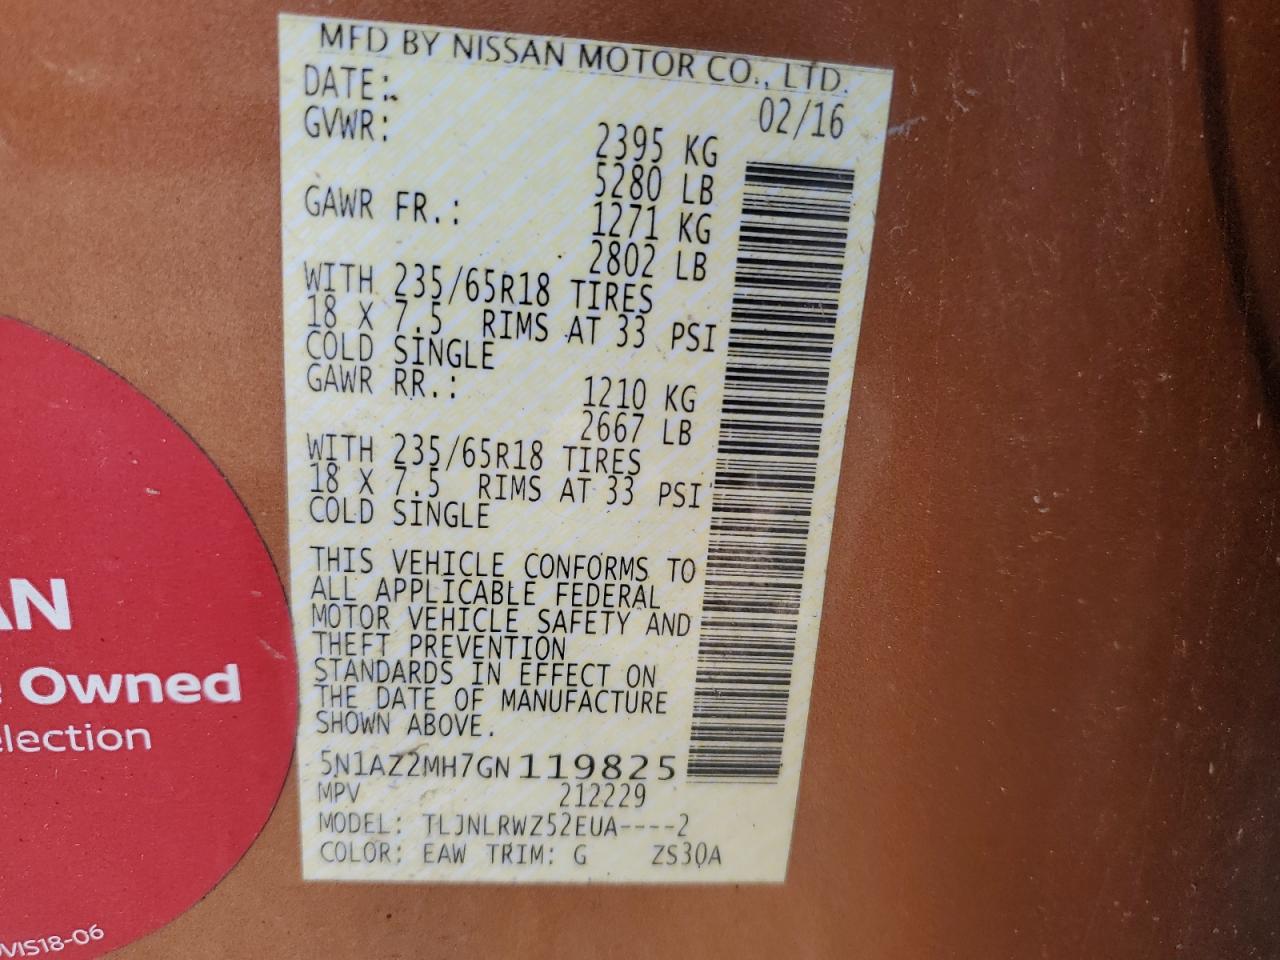 MFD BY NISSAN MOTOR CO., LTD.
DATE: 02/16
GVWR: 2395 KG
5280 LB
GAWR FR.: 1271 KG
2802 LB
WITH 235/65R18 TIRES
18 X 7.5 RIMS AT 33 PSI
COLD SINGLE
GAWR RR.: 1210 KG
2667 LB
WITH 235/65R18 TIRES
18 X 7.5 RIMS AT 33 PSI
COLD SINGLE
THIS VEHICLE CONFORMS TO
ALL APPLICABLE FEDERAL
MOTOR VEHICLE SAFETY AND
THEFT PREVENTION
STANDARDS IN EFFECT ON
THE DATE OF MANUFACTURE
SHOWN ABOVE.
5N1AZ2MH7GN119825
MPV 212229
MODEL: TLJNLRWZ52EUA----2
COLOR: EAW TRIM: G ZS30A
AN
Owned
election
VIS18-06